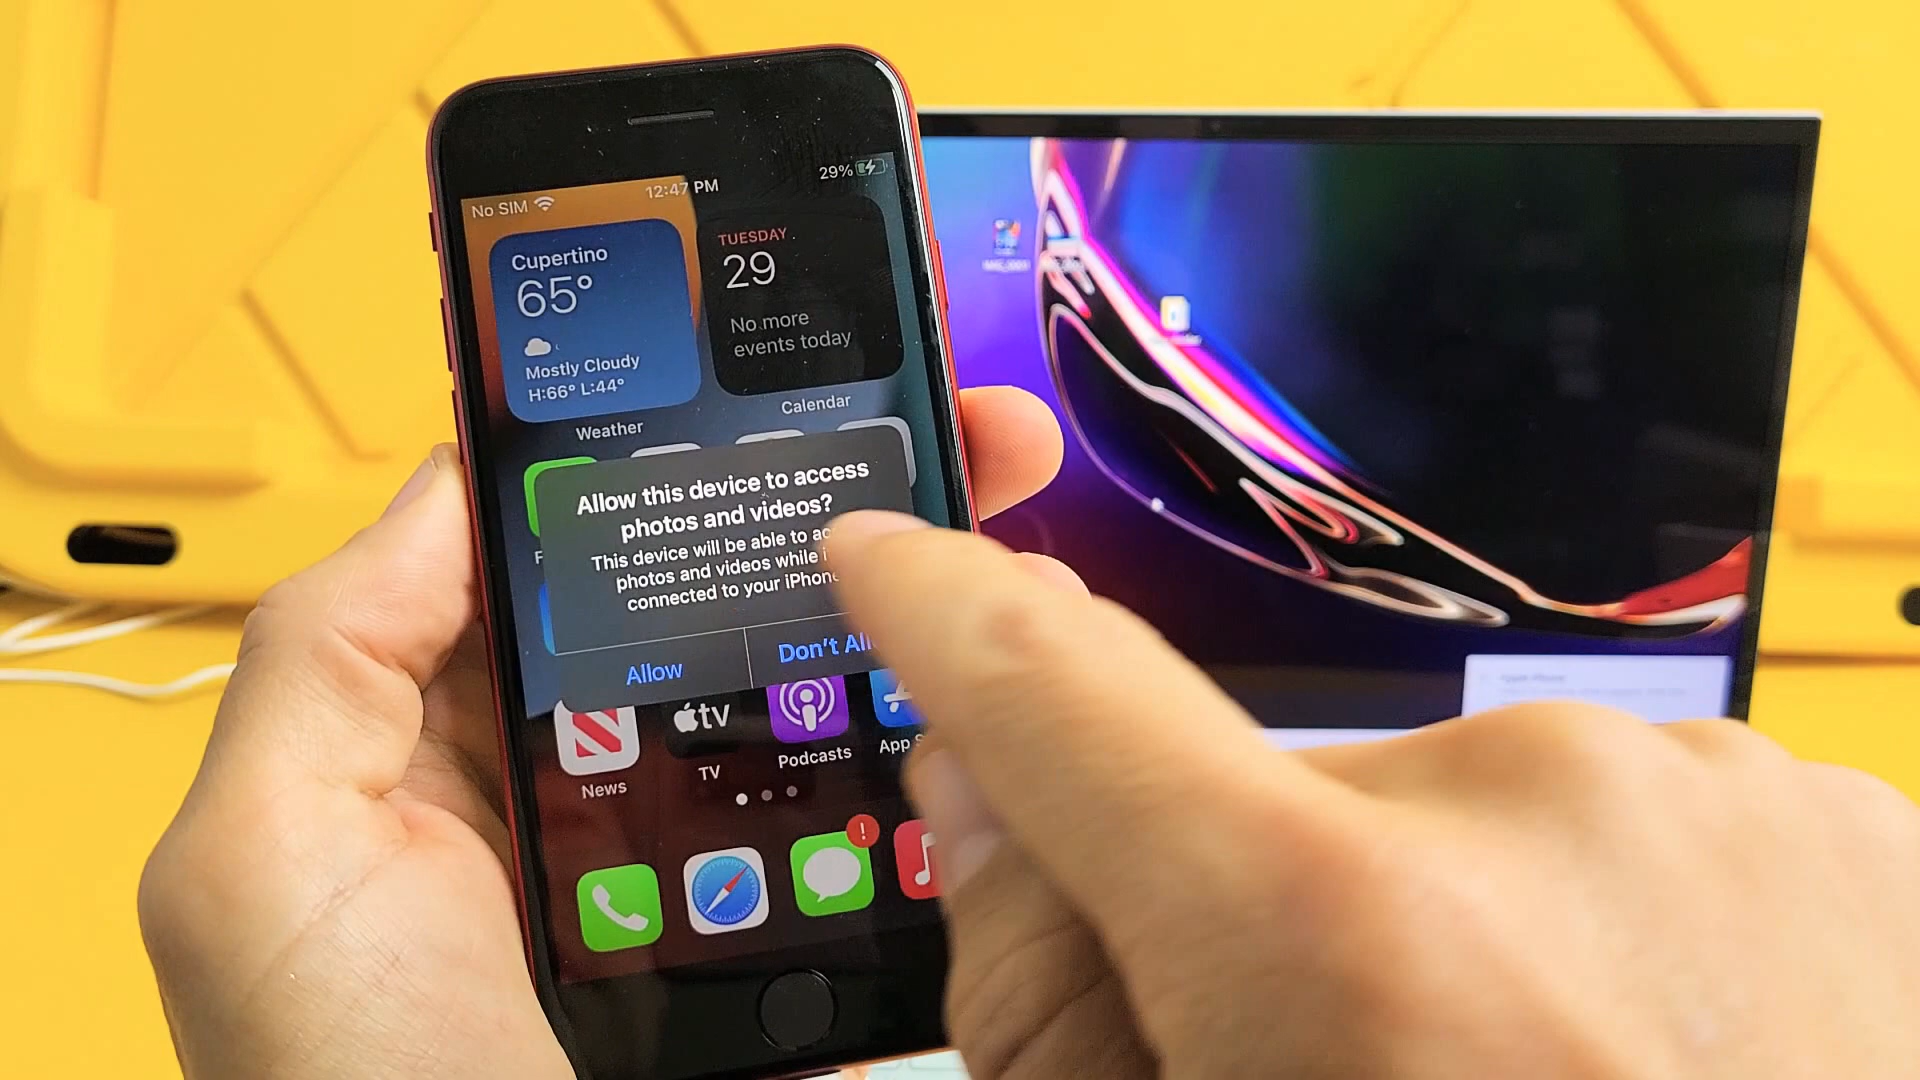 No SIM
12:47 PM
29%
Cupertino
65°
Mostly Cloudy
H:66° L:44°
Weather
TUESDAY
29
No more
events today
Calendar
Allow this device to access
photos and videos?
This device will be able to
photos and videos while
connected to your iPhone
Allow
Don't
News
tv
TV
Podcasts
App